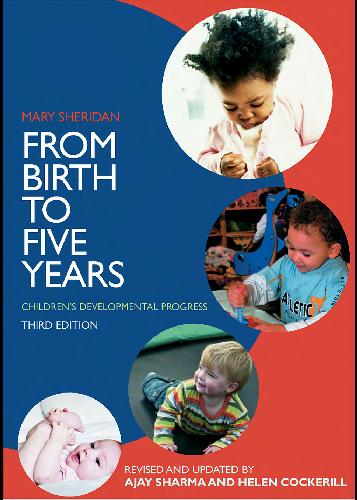 MARY SHERIDAN
FROM
BIRTH
TO
FIVE
YEARS
CHILDREN'S DEVELOPMENTAL PROGRESS
THIRD EDITION
ATLETIC
REVISED AND UPDATED BY
AJAY SHARMA AND HELEN COCKERILL